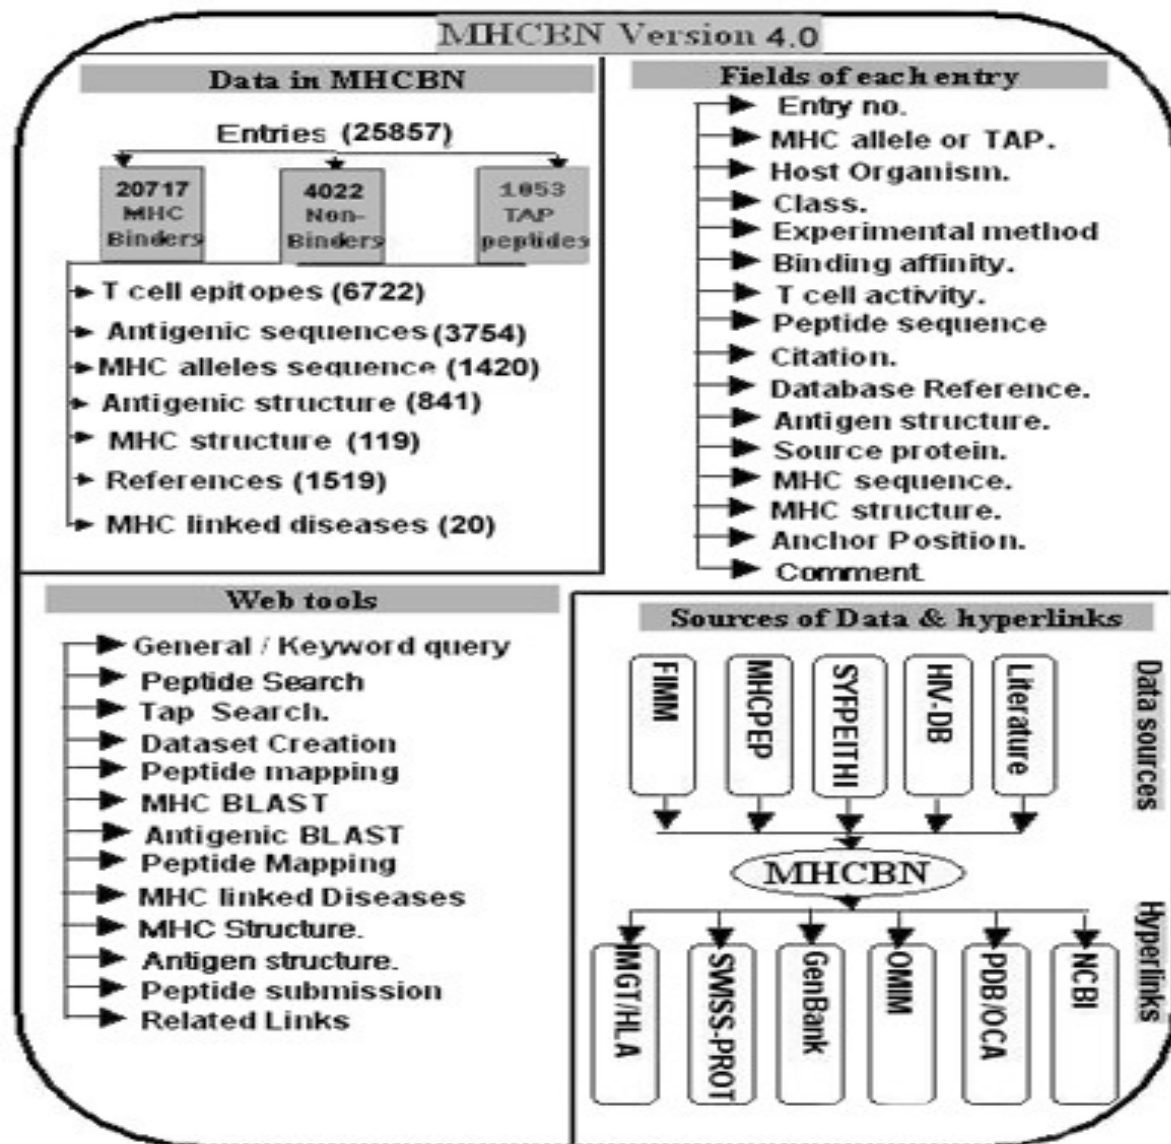 MHCBN Version 4.0
Data in MHCBN
Entries (25857)
20717
MHC
Binders
4022
Non-
Binders
1053
TAP
peptides
T cell epitopes (6722)
Antigenic sequences (3754)
MHC alleles sequence (1420)
Antigenic structure (841)
MHC structure (119)
References (1519)
MHC linked diseases (20)
Fields of each entry
Entry no.
MHC allele or TAP.
Host Organism.
Class.
Experimental method
Binding affinity.
T cell activity.
Peptide sequence
Citation.
Database Reference.
Antigen structure.
Source protein.
MHC sequence.
MHC structure.
Anchor Position.
Comment.
Web tools
General / Keyword query
Peptide Search
Tap Search.
Dataset Creation
Peptide mapping
MHC BLAST
Antigenic BLAST
Peptide Mapping
MHC linked Diseases
MHC Structure.
Antigen structure.
Peptide submission
Related Links
Sources of Data & hyperlinks
FIMM
MHCPEP
SYFPEITHI
HIV-DB
Literature
Data sources
MHCBN
MGT/HLA
SWISS-PROT
GenBank
OMIM
PDB/OCA
NCBI
Hyperlinks